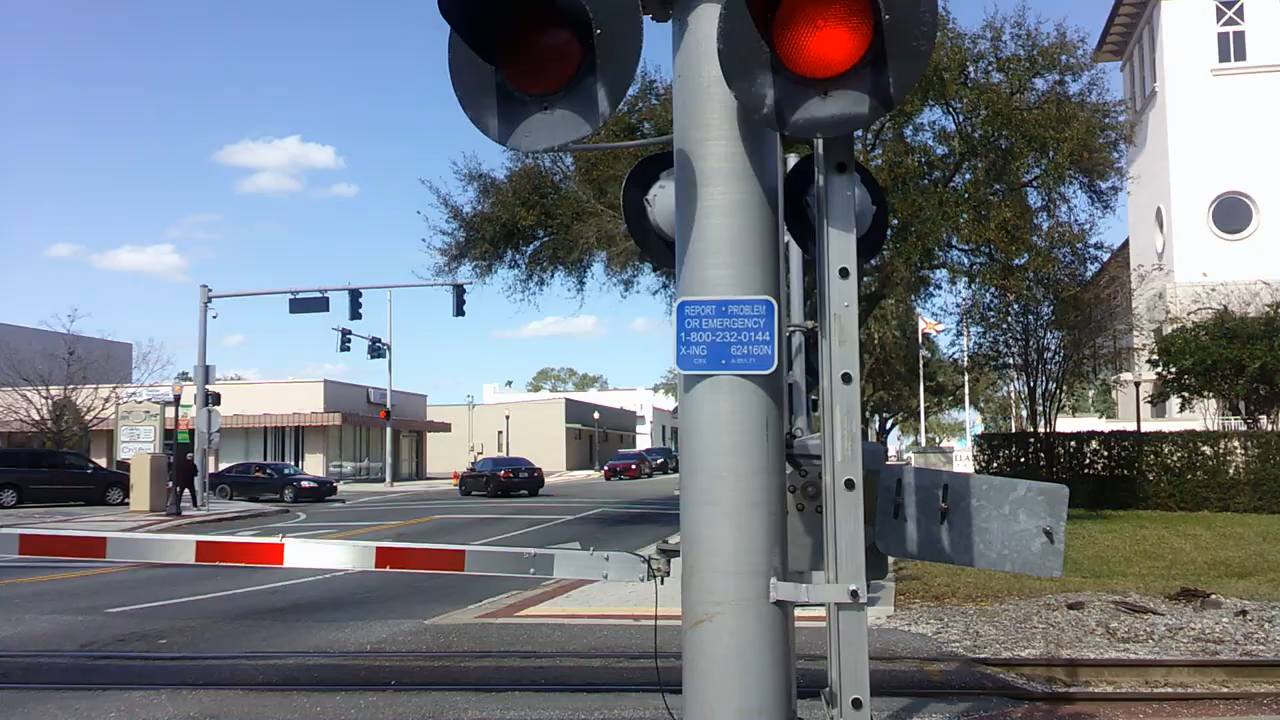 REPORT * PROBLEM
OR EMERGENCY
1-800-232-0144
X-ING 624160N